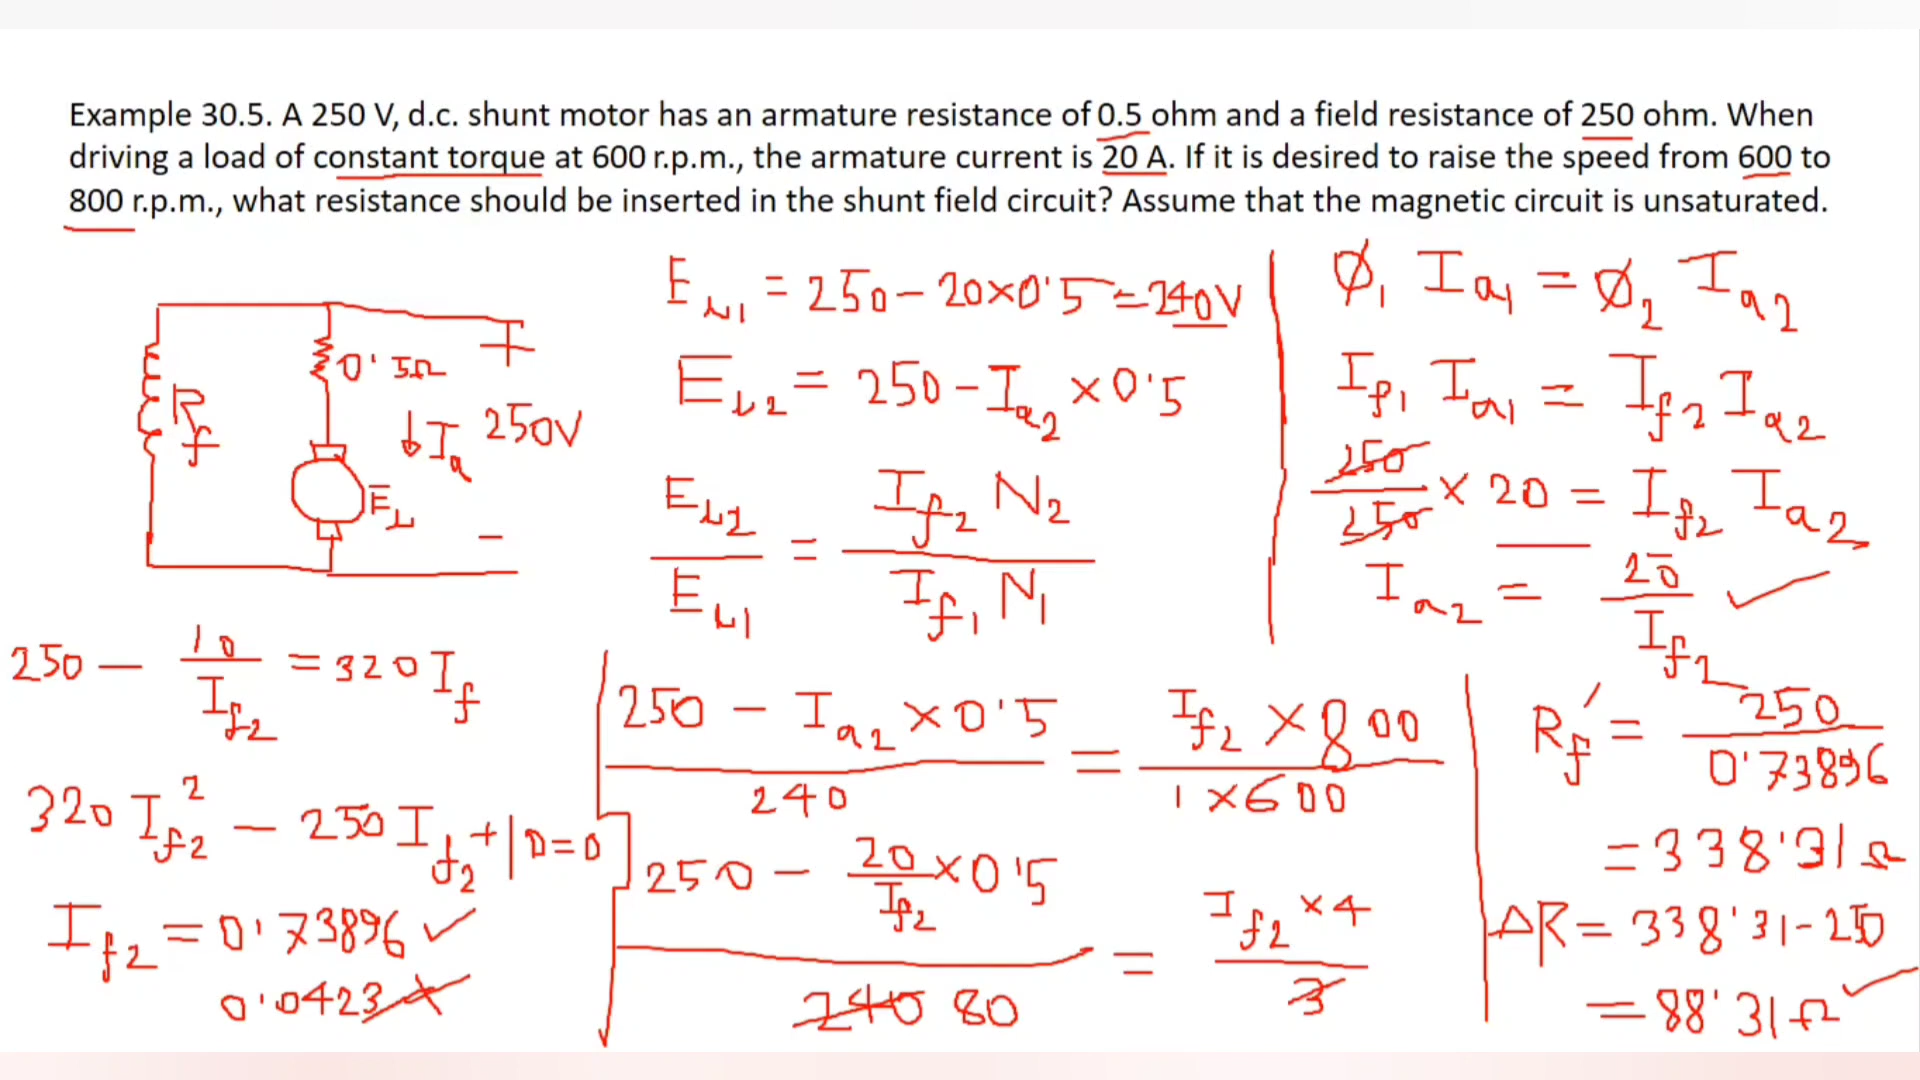 Example 30.5. A 250 V, d.c. shunt motor has an armature resistance of 0.5 ohm and a field resistance of 250 ohm. When
driving a load of constant torque at 600 r.p.m., the armature current is 20 A. If it is desired to raise the speed from 600 to
800 r.p.m., what resistance should be inserted in the shunt field circuit? Assume that the magnetic circuit is unsaturated.
Rf
0.5Ω
↓Ia 250V
Eb
+
-
Eb1 = 250 - 20×0.5 = 240V
Eb2 = 250 - Ia2 ×0.5
Eb2 / Eb1 = If2 N2 / If1 N1
Ø1 Ia1 = Ø2 Ia2
If1 Ia1 = If2 Ia2
250/250 × 20 = If2 Ia2
Ia2 = 20/If2 ✓
250 - Ia2 ×0.5 / 240 = If2 × 800 / 1×600
250 - 20/If2 ×0.5 / 240 80 = If2 ×4 / 3
250 - 10/If2 = 320 If
320 If2² - 250 If2 + 10 = 0
If2 = 0.73896 ✓
0.0423 ×
Rf' = 250 / 0.73896
= 338.31Ω
ΔR = 338.31-250
= 88.31Ω ✓